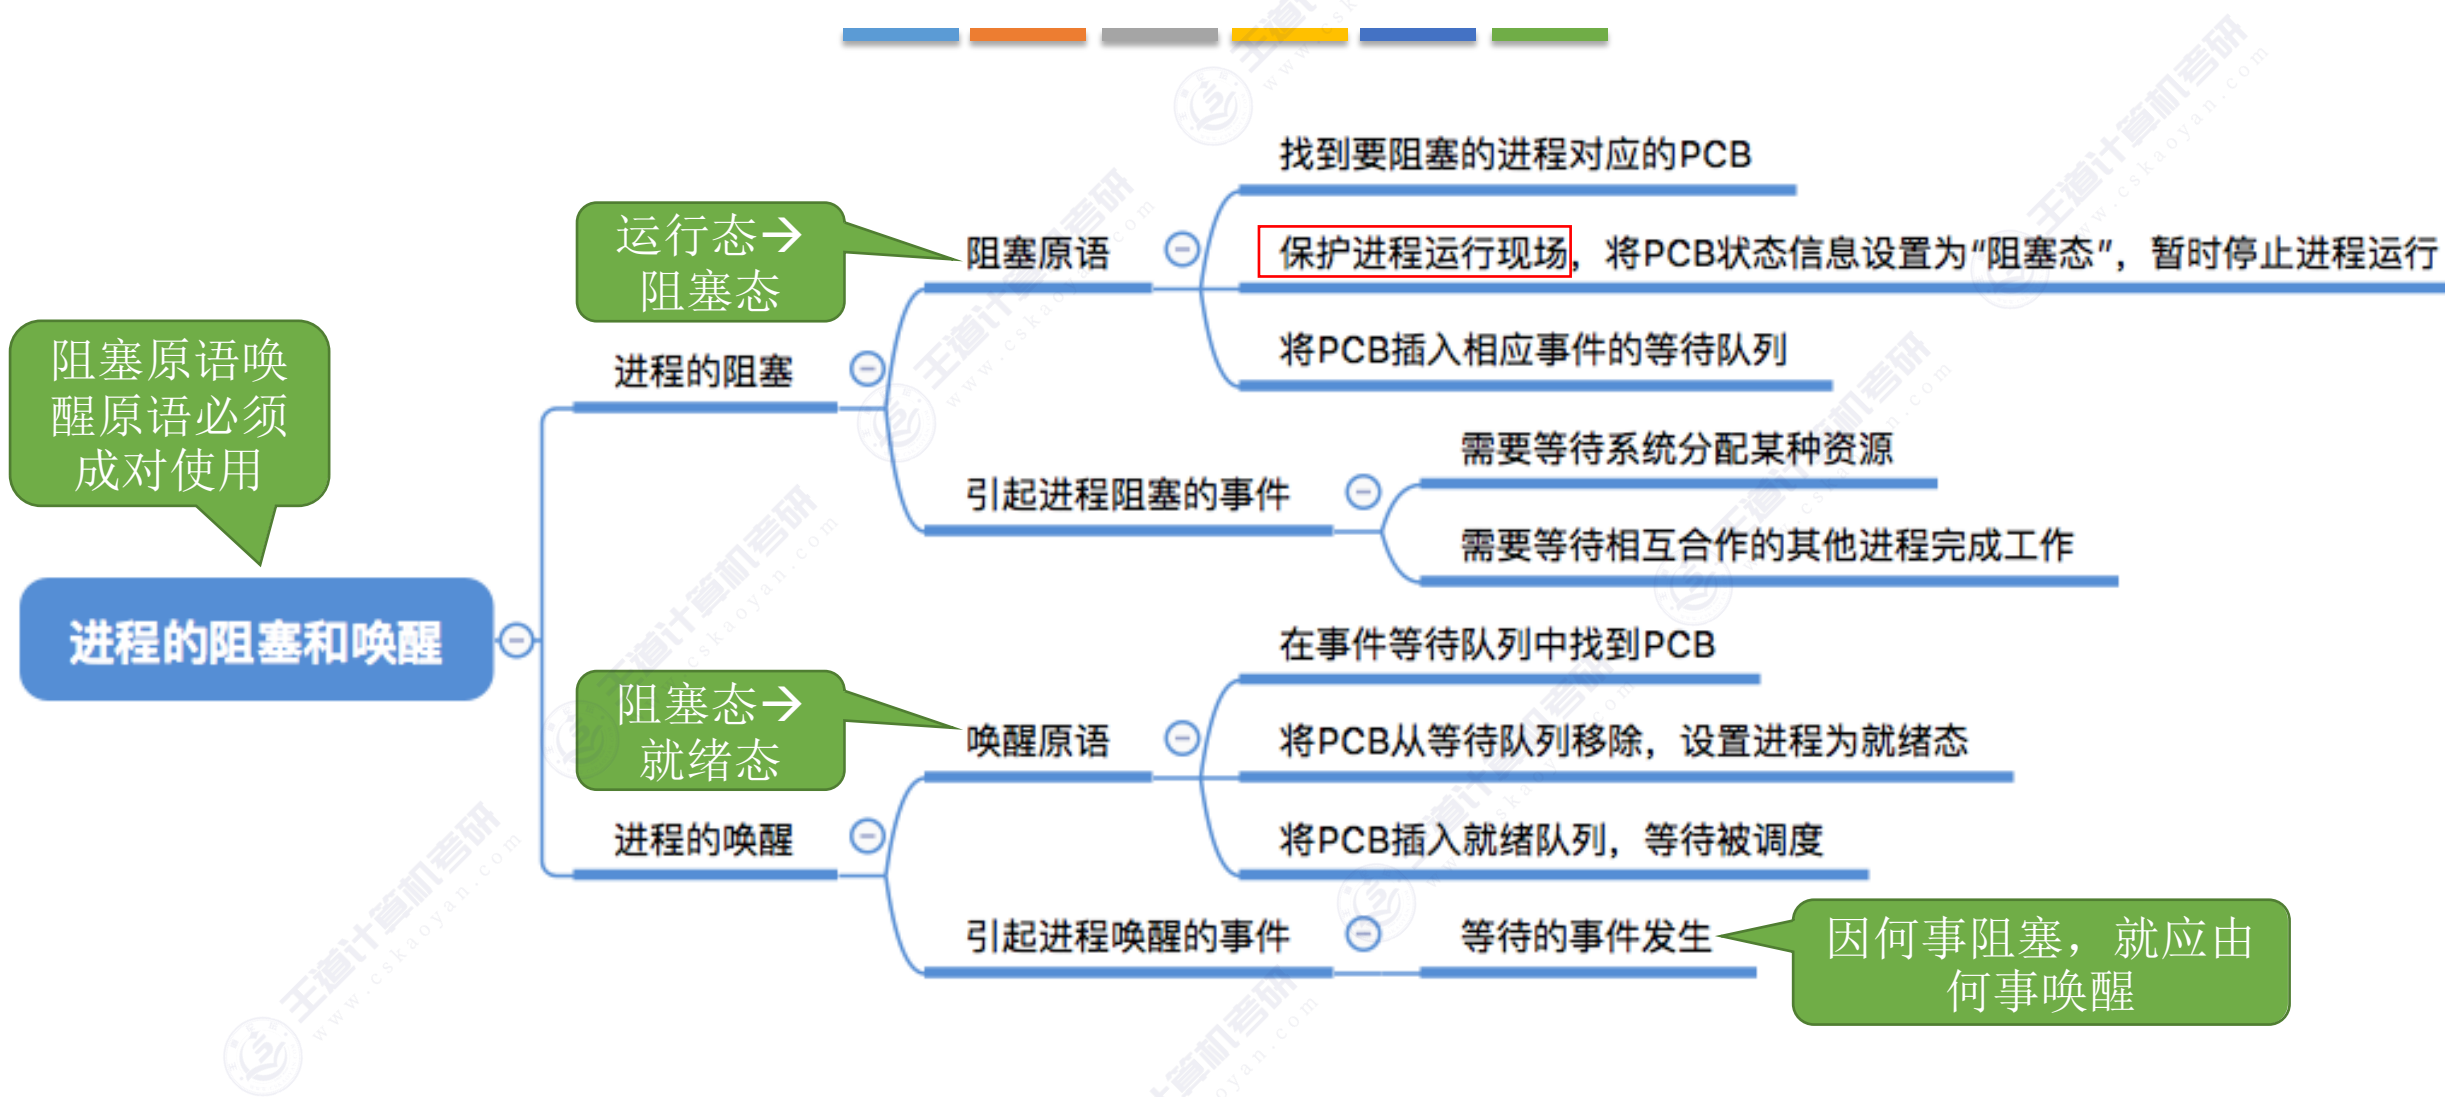 找到要阻塞的进程对应的PCB
运行态→
阻塞态
阻塞原语
保护进程运行现场，将PCB状态信息设置为“阻塞态”，暂时停止进程运行
将PCB插入相应事件的等待队列
阻塞原语唤
醒原语必须
成对使用
进程的阻塞
需要等待系统分配某种资源
引起进程阻塞的事件
需要等待相互合作的其他进程完成工作
进程的阻塞和唤醒
在事件等待队列中找到PCB
阻塞态→
就绪态
唤醒原语
将PCB从等待队列移除，设置进程为就绪态
进程的唤醒
将PCB插入就绪队列，等待被调度
引起进程唤醒的事件
等待的事件发生
因何事阻塞，就应由
何事唤醒
王道计算机考研
www.cskaoyan.com